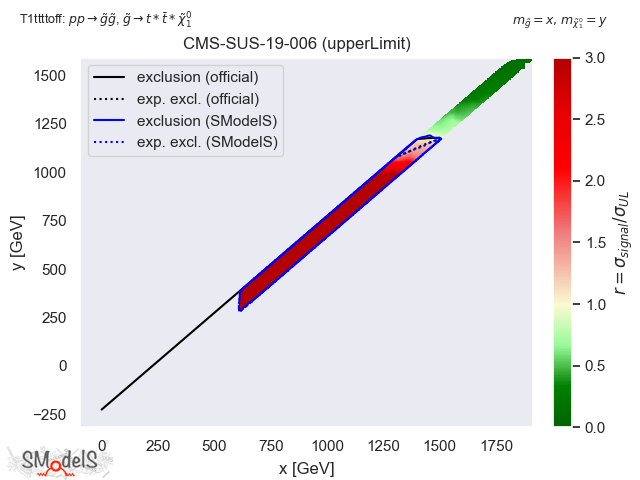 T1ttttoff: pp → g̃g̃, g̃ → t * t̄ * χ̃₁⁰
m_g̃ = x, m_χ̃₁⁰ = y
CMS-SUS-19-006 (upperLimit)
exclusion (official)
exp. excl. (official)
exclusion (SModelS)
exp. excl. (SModelS)
y [GeV]
1500
1250
1000
750
500
250
0
−250
0
250
500
750
1000
1250
1500
1750
x [GeV]
3.0
2.5
2.0
1.5
1.0
0.5
0.0
r = σ_signal/σ_UL
SModelS